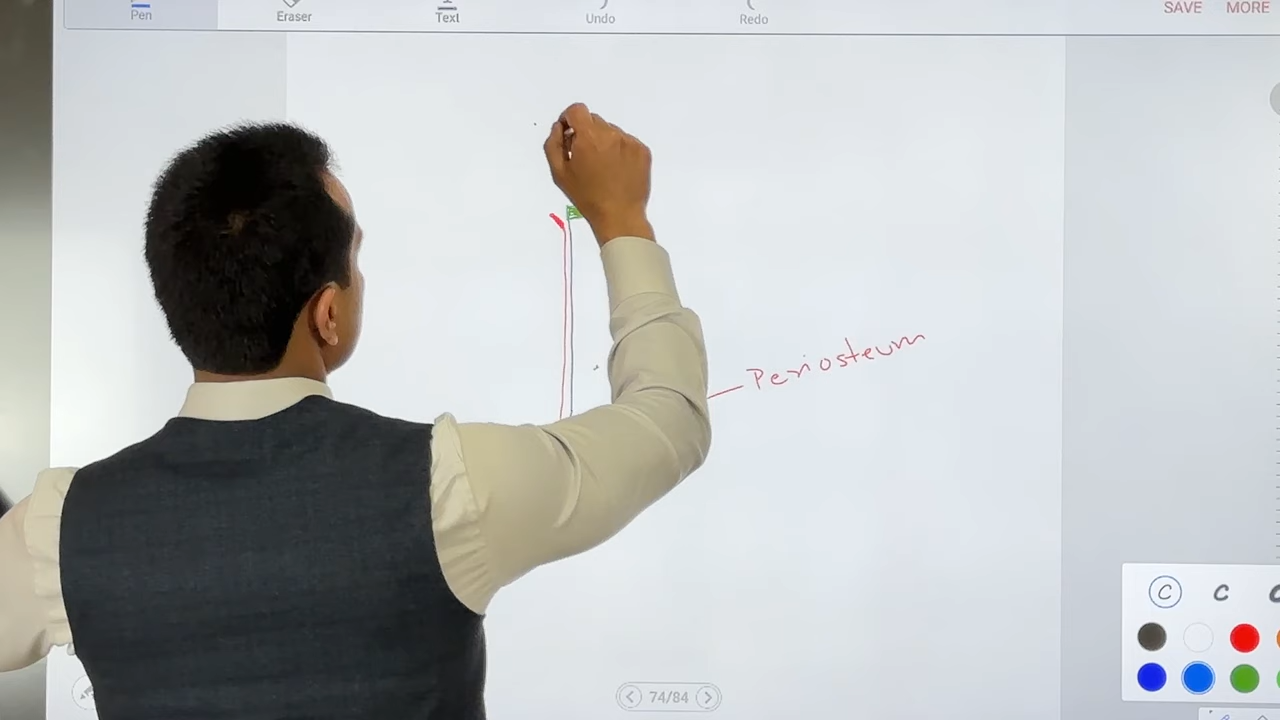 Pen
Eraser
Text
Undo
Redo
SAVE
MORE
Periosteum
74/84
C
C